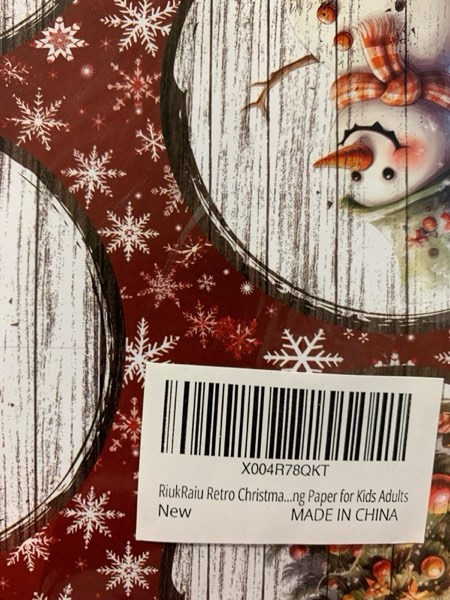 X004R78QKT
RiukRaiu Retro Christma...ng Paper for Kids Adults
New MADE IN CHINA